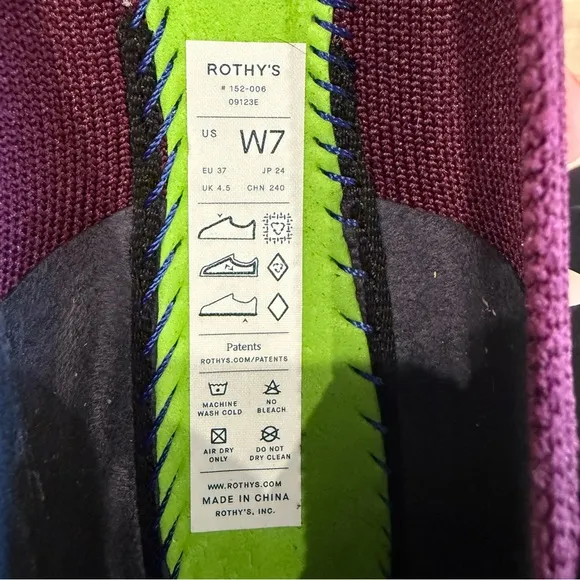 ROTHY'S
# 152-006
09123E
US W7
EU 37 JP 24
UK 4.5 CHN 240
Patents
ROTHYS.COM/PATENTS
MACHINE NO
WASH COLD BLEACH
AIR DRY DO NOT
ONLY DRY CLEAN
WWW.ROTHYS.COM
MADE IN CHINA
ROTHY'S, INC.